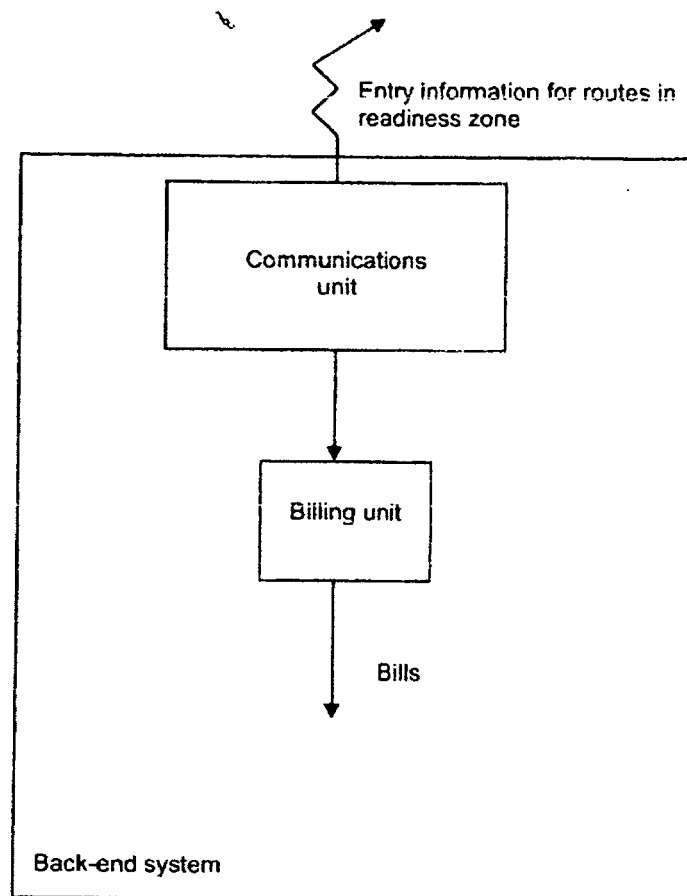 Entry information for routes in
readiness zone
Communications
unit
Billing unit
Bills
Back-end system